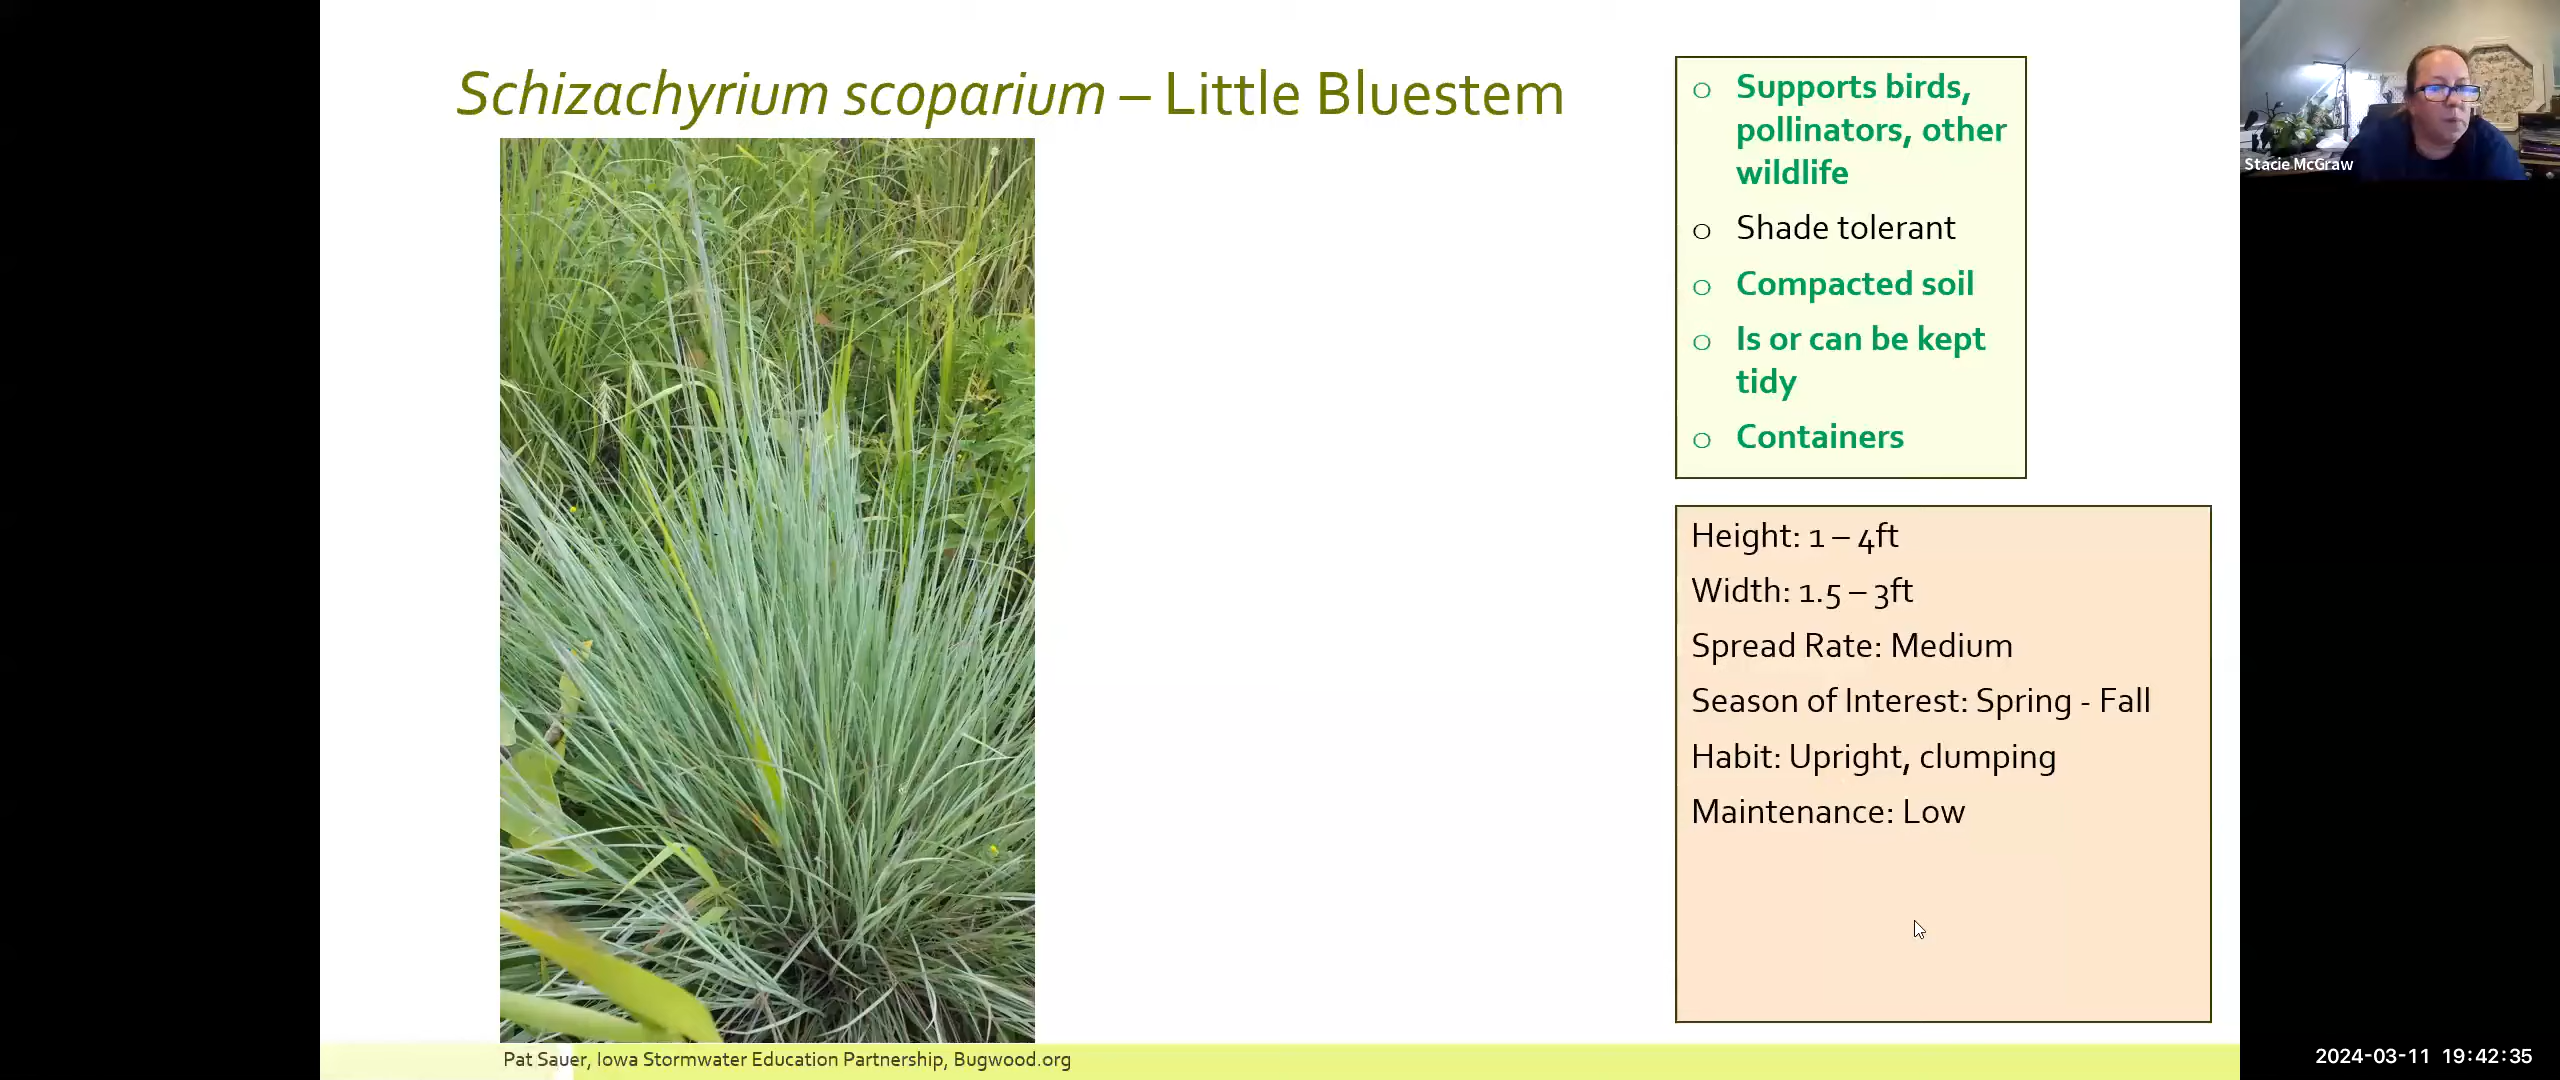 Schizachyrium scoparium – Little Bluestem
o Supports birds,
pollinators, other
wildlife
o Shade tolerant
o Compacted soil
o Is or can be kept
tidy
o Containers
Height: 1 – 4ft
Width: 1.5 – 3ft
Spread Rate: Medium
Season of Interest: Spring - Fall
Habit: Upright, clumping
Maintenance: Low
Pat Sauer, Iowa Stormwater Education Partnership, Bugwood.org
Stacie McGraw
2024-03-11 19:42:35